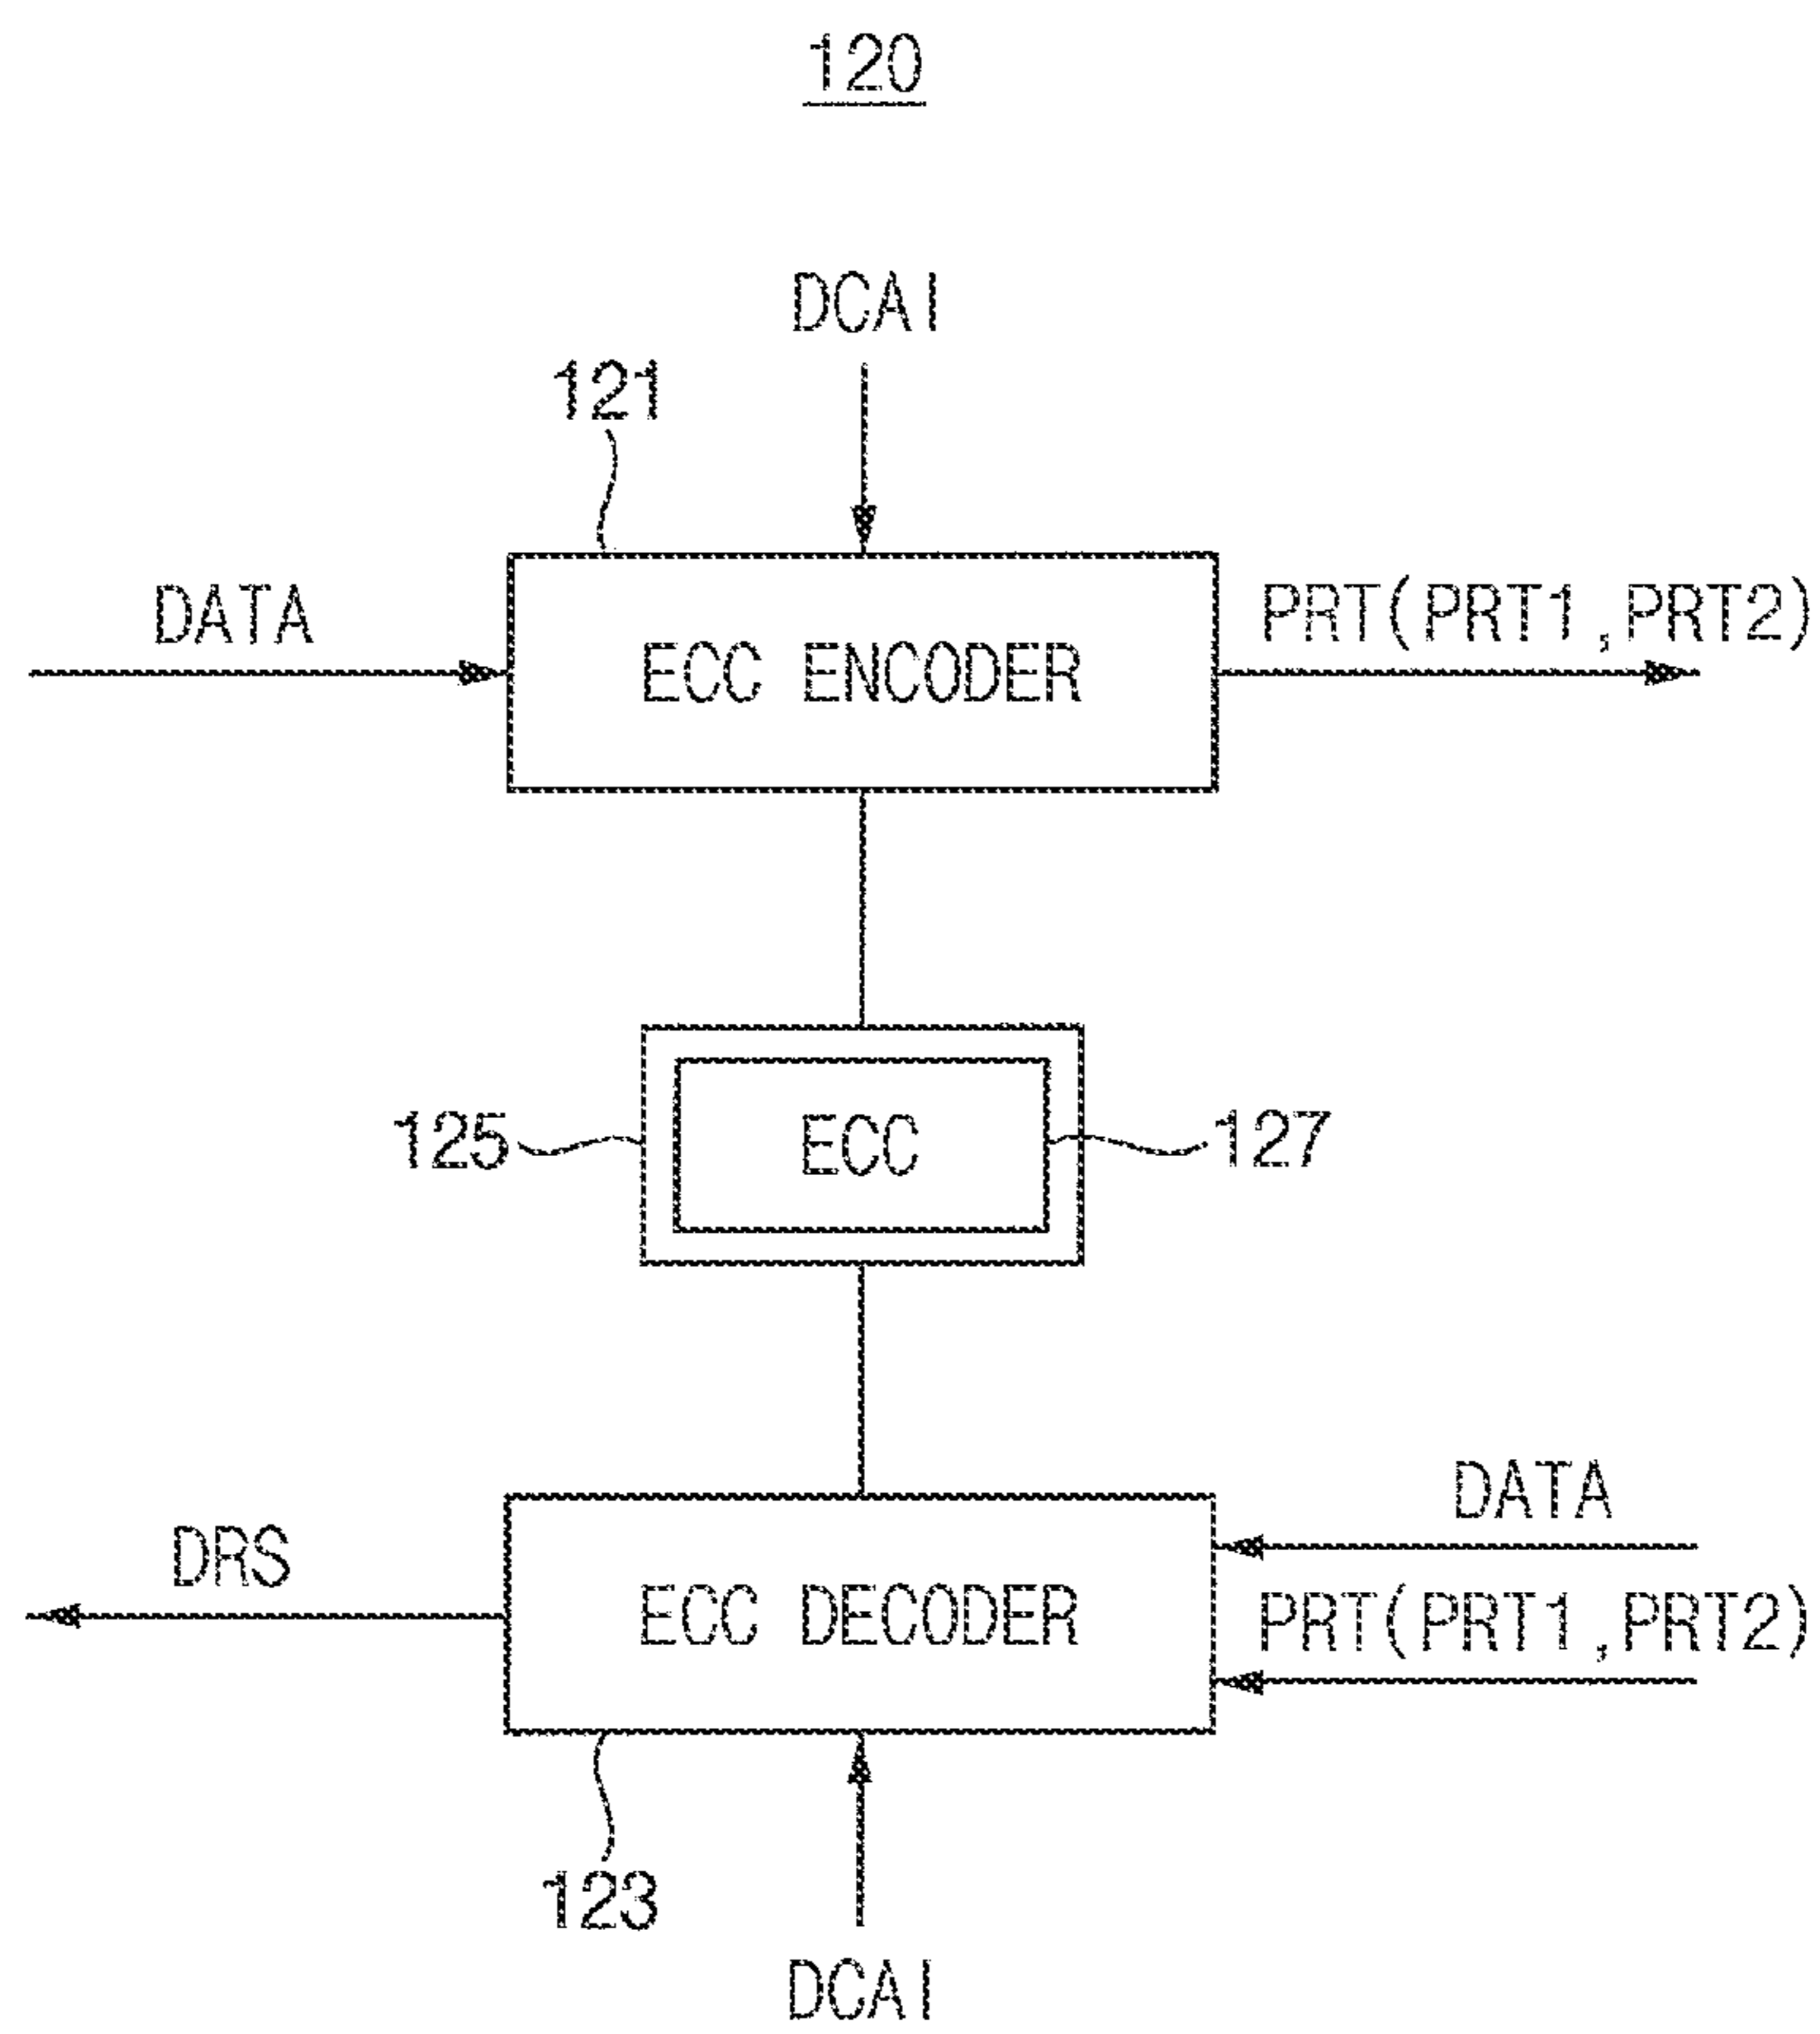 120
DCAI
121
DATA
PRT(PRT1,PRT2)
ECC ENCODER
125
ECC
127
DATA
DRS
ECC DECODER
PRT(PRT1,PRT2)
123
DCAI